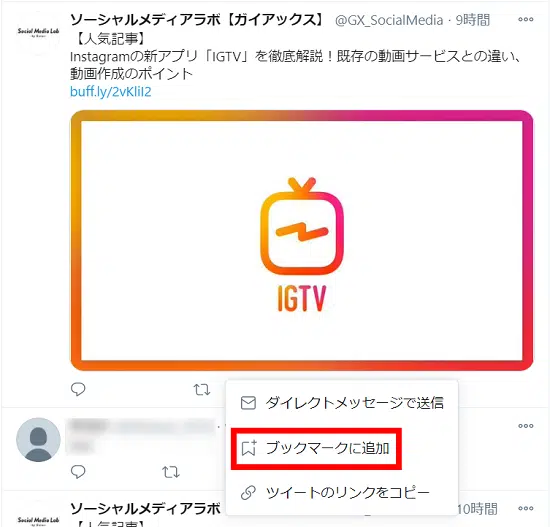 ソーシャルメディアラボ【ガイアックス】 @GX_SocialMedia · 9時間
【人気記事】
Instagramの新アプリ「IGTV」を徹底解説！既存の動画サービスとの違い、
動画作成のポイント
buff.ly/2vKliI2
Social Media Lab
IGTV
ダイレクトメッセージで送信
ブックマークに追加
ツイートのリンクをコピー
Social Media Lab
ソーシャルメディアラボ
10時間
【人気記事】